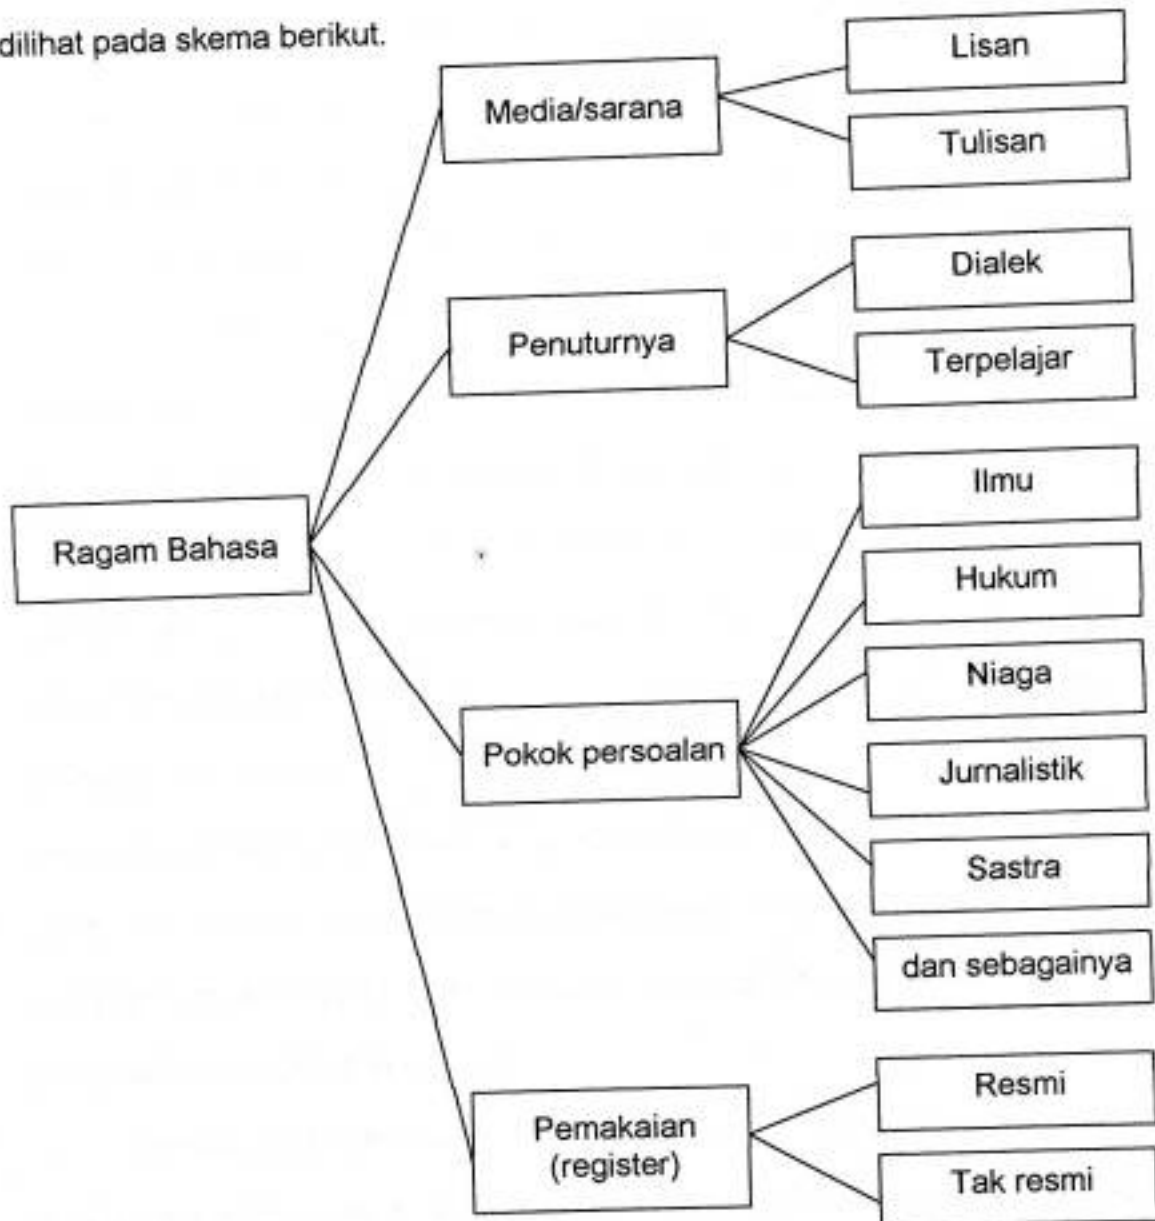 dilihat pada skema berikut.
Ragam Bahasa
Media/sarana
Lisan
Tulisan
Penuturnya
Dialek
Terpelajar
Pokok persoalan
Ilmu
Hukum
Niaga
Jurnalistik
Sastra
dan sebagainya
Pemakaian
(register)
Resmi
Tak resmi